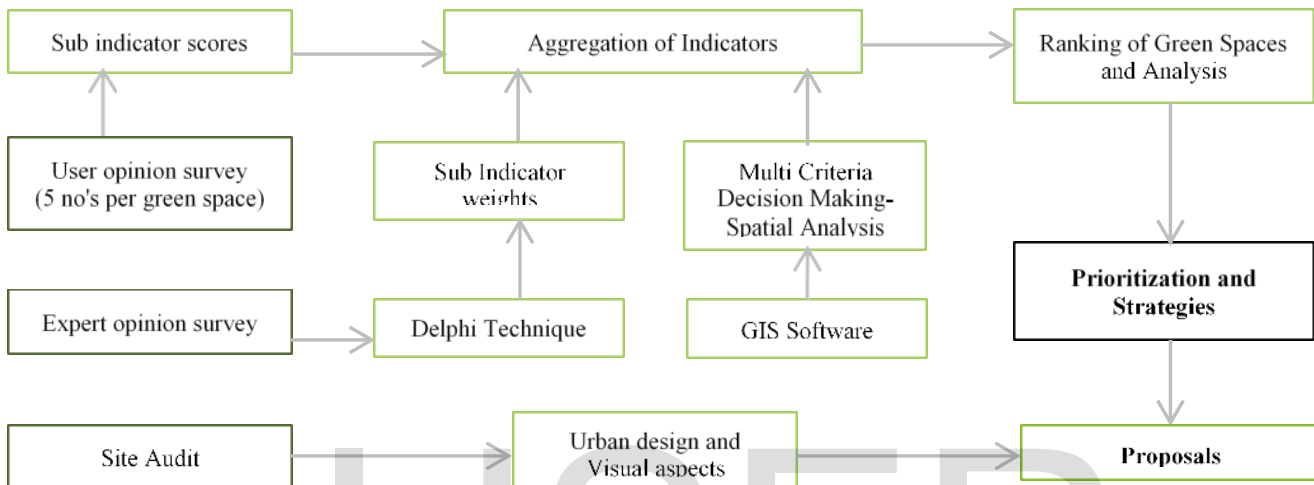 Sub indicator scores
Aggregation of Indicators
Ranking of Green Spaces
and Analysis
User opinion survey
(5 no's per green space)
Sub Indicator
weights
Multi Criteria
Decision Making-
Spatial Analysis
Prioritization and
Strategies
Expert opinion survey
Delphi Technique
GIS Software
Site Audit
Urban design and
Visual aspects
Proposals